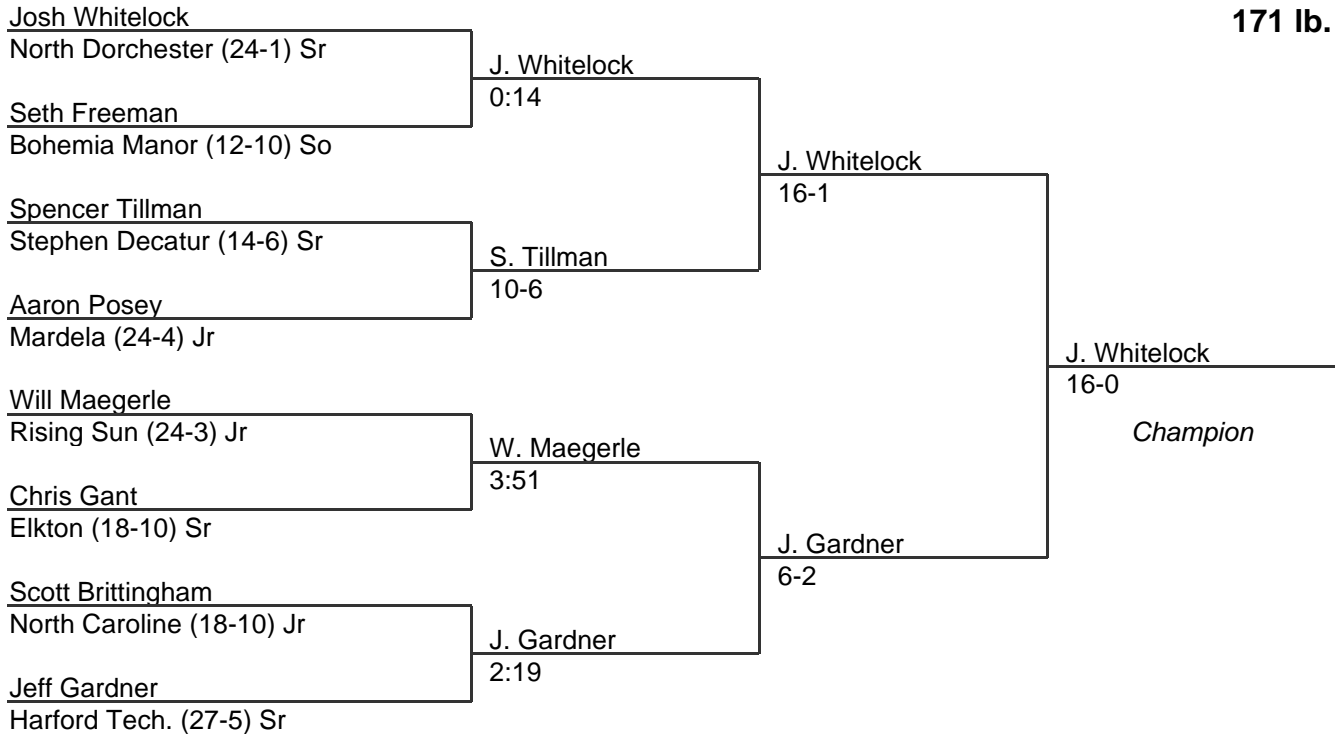 171 lb.
Josh Whitelock
North Dorchester (24-1) Sr
J. Whitelock
0:14
Seth Freeman
Bohemia Manor (12-10) So
J. Whitelock
16-1
Spencer Tillman
Stephen Decatur (14-6) Sr
S. Tillman
10-6
Aaron Posey
Mardela (24-4) Jr
J. Whitelock
16-0
Champion
Will Maegerle
Rising Sun (24-3) Jr
W. Maegerle
3:51
Chris Gant
Elkton (18-10) Sr
J. Gardner
6-2
Scott Brittingham
North Caroline (18-10) Jr
J. Gardner
2:19
Jeff Gardner
Harford Tech. (27-5) Sr